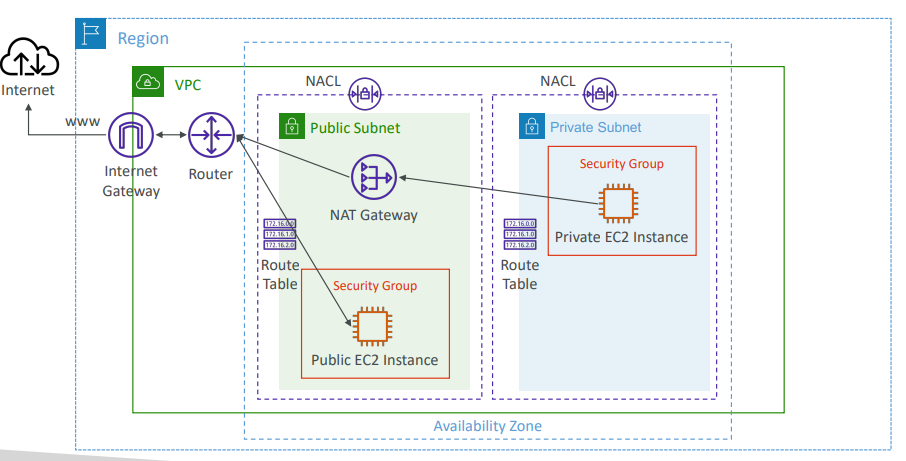 Region
Internet
VPC
NACL
NACL
www
Public Subnet
Private Subnet
Security Group
Internet
Gateway
Router
NAT Gateway
Private EC2 Instance
172.16.0.0
172.16.1.0
172.16.2.0
172.16.0.0
172.16.1.0
172.16.2.0
Route
Table
Route
Table
Security Group
Public EC2 Instance
Availability Zone